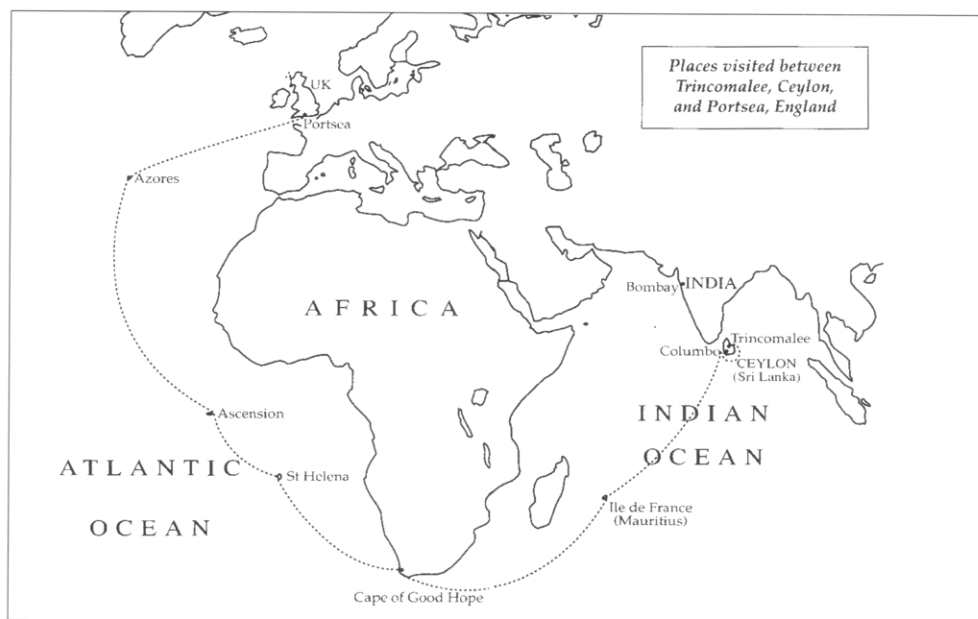 Places visited between
Trincomalee, Ceylon,
and Portsea, England
UK
Portsea
Azores
AFRICA
Bombay
INDIA
Trincomalee
Columbo
CEYLON
(Sri Lanka)
Ascension
INDIAN
OCEAN
ATLANTIC
OCEAN
St Helena
Ile de France
(Mauritius)
Cape of Good Hope